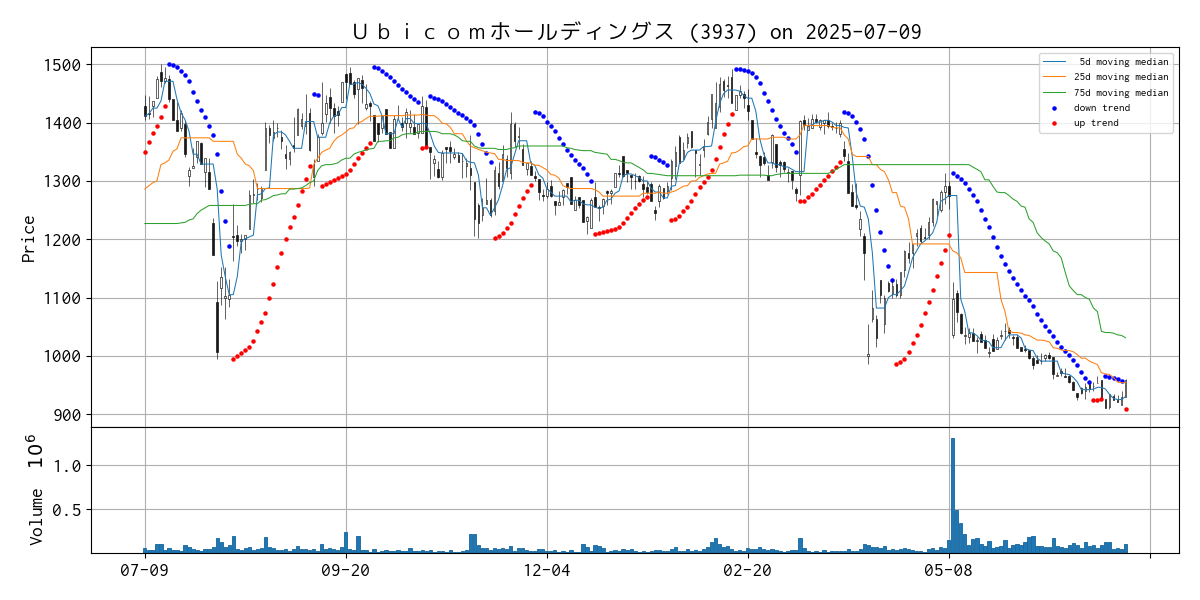 Ｕｂｉｃｏｍホールディングス (3937) on 2025-07-09
5d moving median
25d moving median
75d moving median
down trend
up trend
Price
1500
1400
1300
1200
1100
1000
900
Volume 10^6
1.0
0.5
07-09 09-20 12-04 02-20 05-08